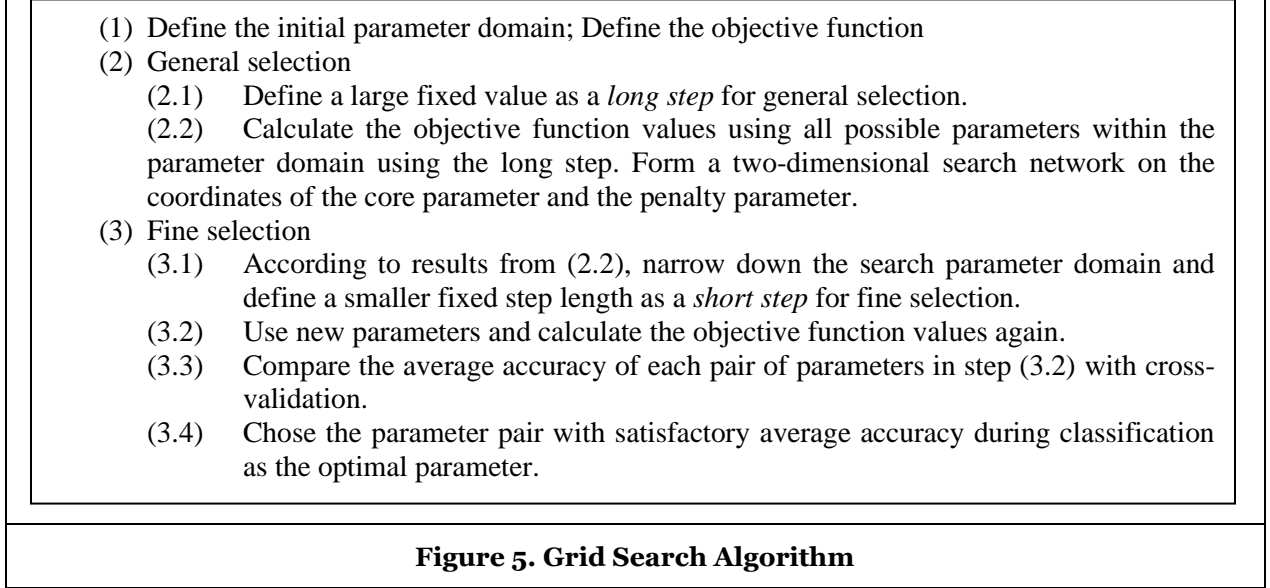 (1) Define the initial parameter domain; Define the objective function
(2) General selection
(2.1) Define a large fixed value as a long step for general selection.
(2.2) Calculate the objective function values using all possible parameters within the
parameter domain using the long step. Form a two-dimensional search network on the
coordinates of the core parameter and the penalty parameter.
(3) Fine selection
(3.1) According to results from (2.2), narrow down the search parameter domain and
define a smaller fixed step length as a short step for fine selection.
(3.2) Use new parameters and calculate the objective function values again.
(3.3) Compare the average accuracy of each pair of parameters in step (3.2) with cross-
validation.
(3.4) Chose the parameter pair with satisfactory average accuracy during classification
as the optimal parameter.
Figure 5. Grid Search Algorithm